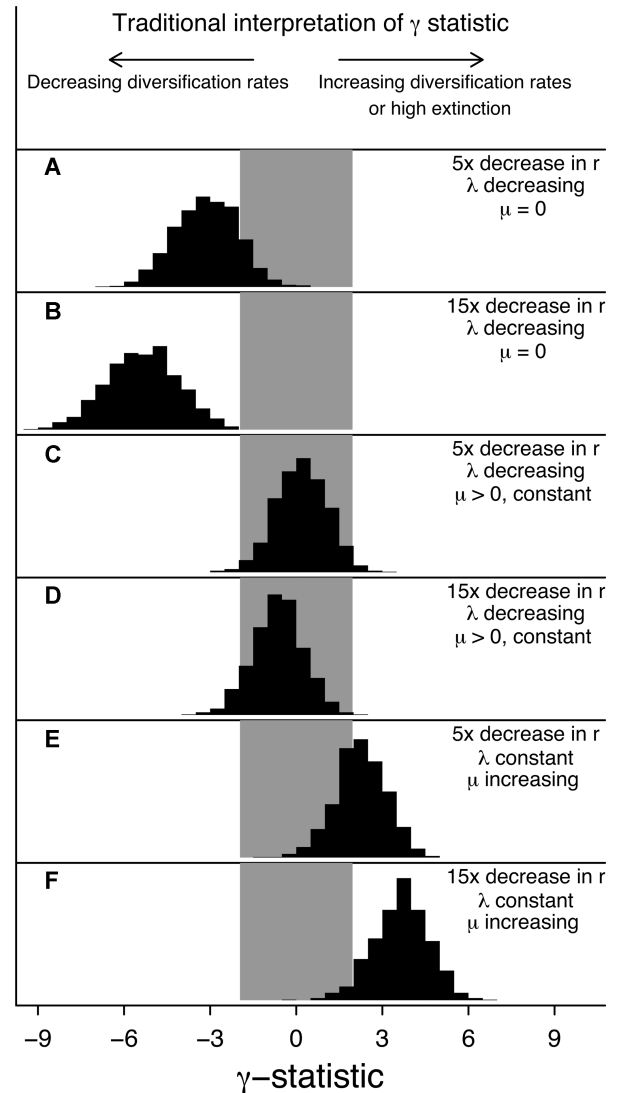 Traditional interpretation of γ statistic
Decreasing diversification rates
Increasing diversification rates
or high extinction
A
5x decrease in r
λ decreasing
μ = 0
B
15x decrease in r
λ decreasing
μ = 0
C
5x decrease in r
λ decreasing
μ > 0, constant
D
15x decrease in r
λ decreasing
μ > 0, constant
E
5x decrease in r
λ constant
μ increasing
F
15x decrease in r
λ constant
μ increasing
−9 −6 −3 0 3 6 9
γ−statistic